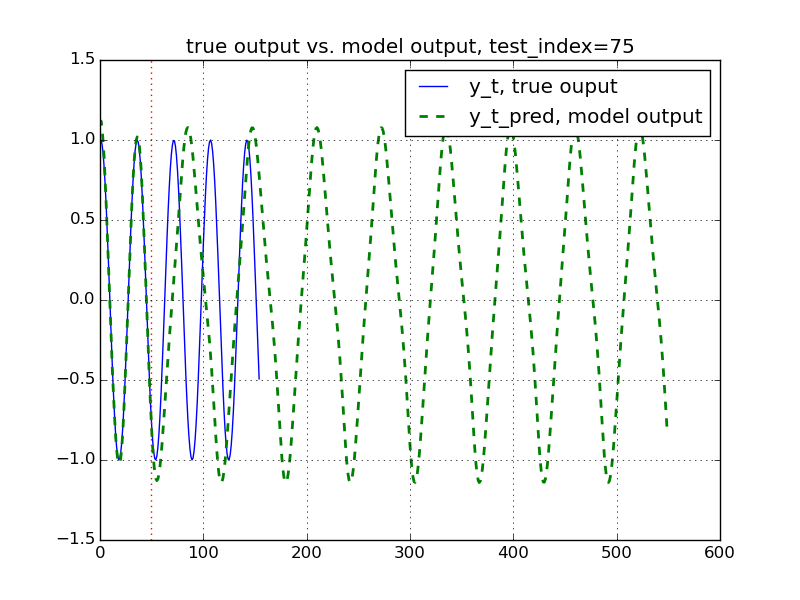 true output vs. model output, test_index=75
y_t, true ouput
y_t_pred, model output
1.5
1.0
0.5
0.0
−0.5
−1.0
−1.5
0 100 200 300 400 500 600